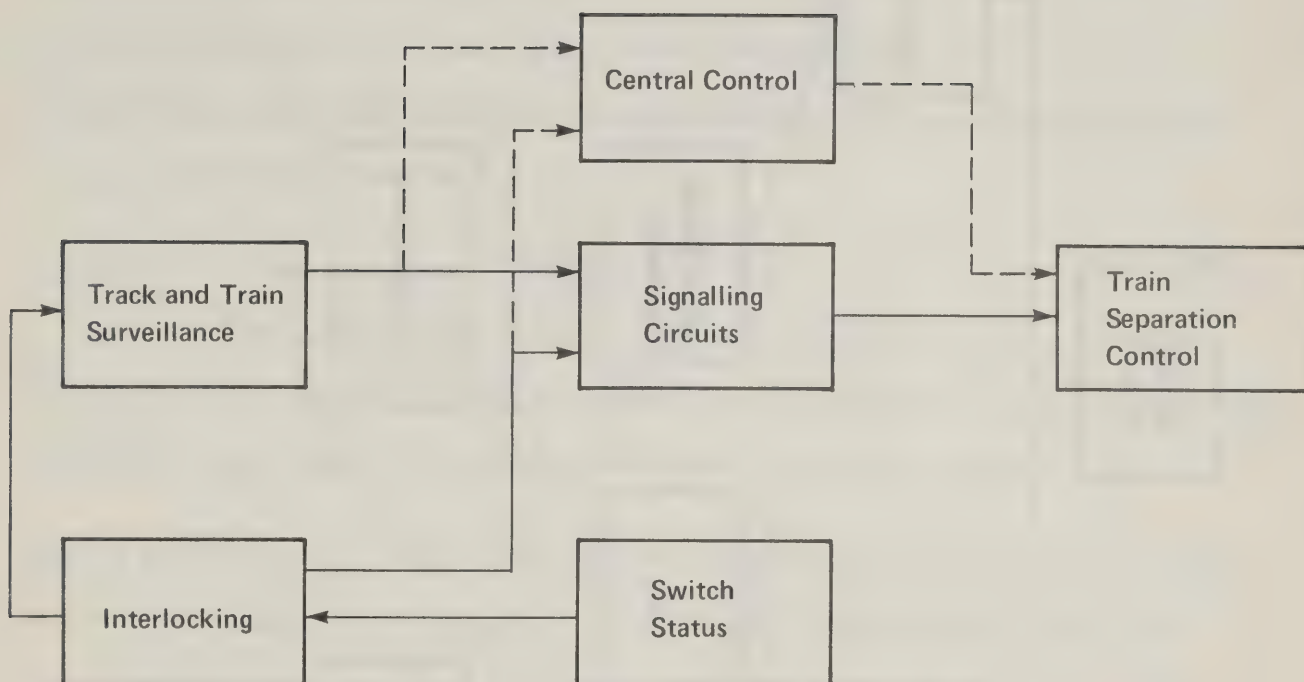 Central Control
Track and Train
Surveillance
Signalling
Circuits
Train
Separation
Control
Interlocking
Switch
Status